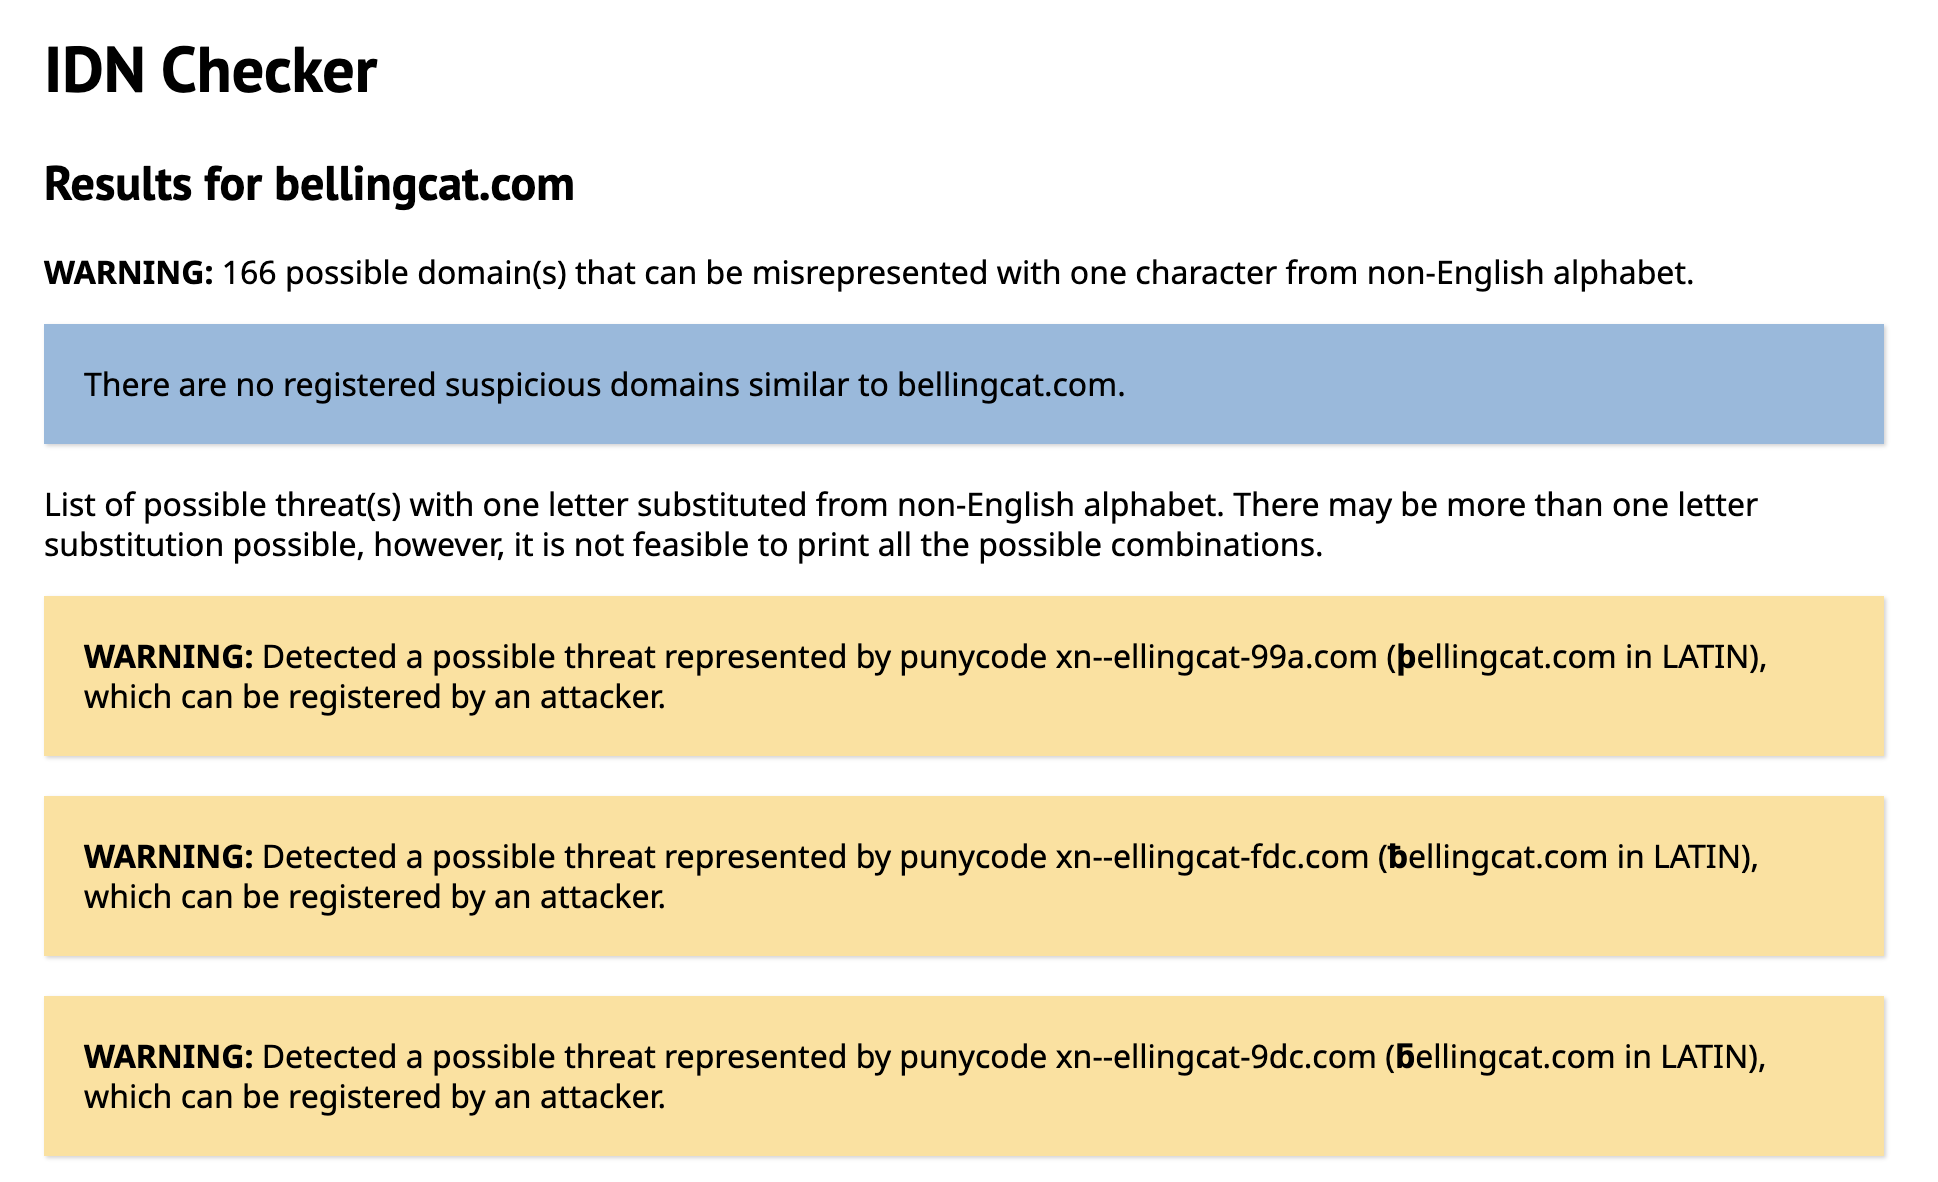 IDN Checker
Results for bellingcat.com
WARNING: 166 possible domain(s) that can be misrepresented with one character from non-English alphabet.
There are no registered suspicious domains similar to bellingcat.com.
List of possible threat(s) with one letter substituted from non-English alphabet. There may be more than one letter
substitution possible, however, it is not feasible to print all the possible combinations.
WARNING: Detected a possible threat represented by punycode xn--ellingcat-99a.com (þellingcat.com in LATIN),
which can be registered by an attacker.
WARNING: Detected a possible threat represented by punycode xn--ellingcat-fdc.com (ƀellingcat.com in LATIN),
which can be registered by an attacker.
WARNING: Detected a possible threat represented by punycode xn--ellingcat-9dc.com (ƃellingcat.com in LATIN),
which can be registered by an attacker.